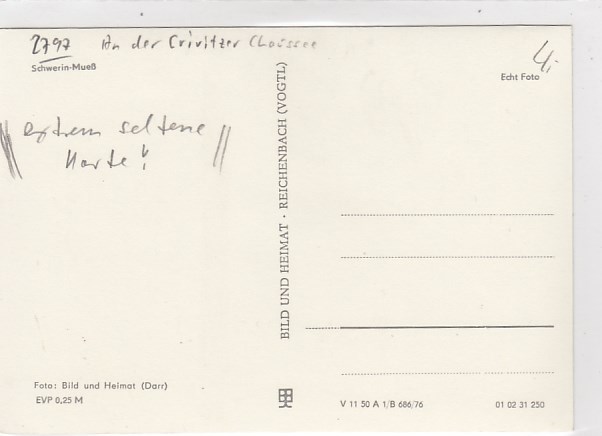 2797 An der Crivitzer Chaussee
Schwerin-Mueß
4,-
Echt Foto
extrem seltene
Karte!
BILD UND HEIMAT · REICHENBACH (VOGTL)
Foto: Bild und Heimat (Darr)
EVP 0,25 M
V 11 50 A 1/B 686/76
01 02 31 250